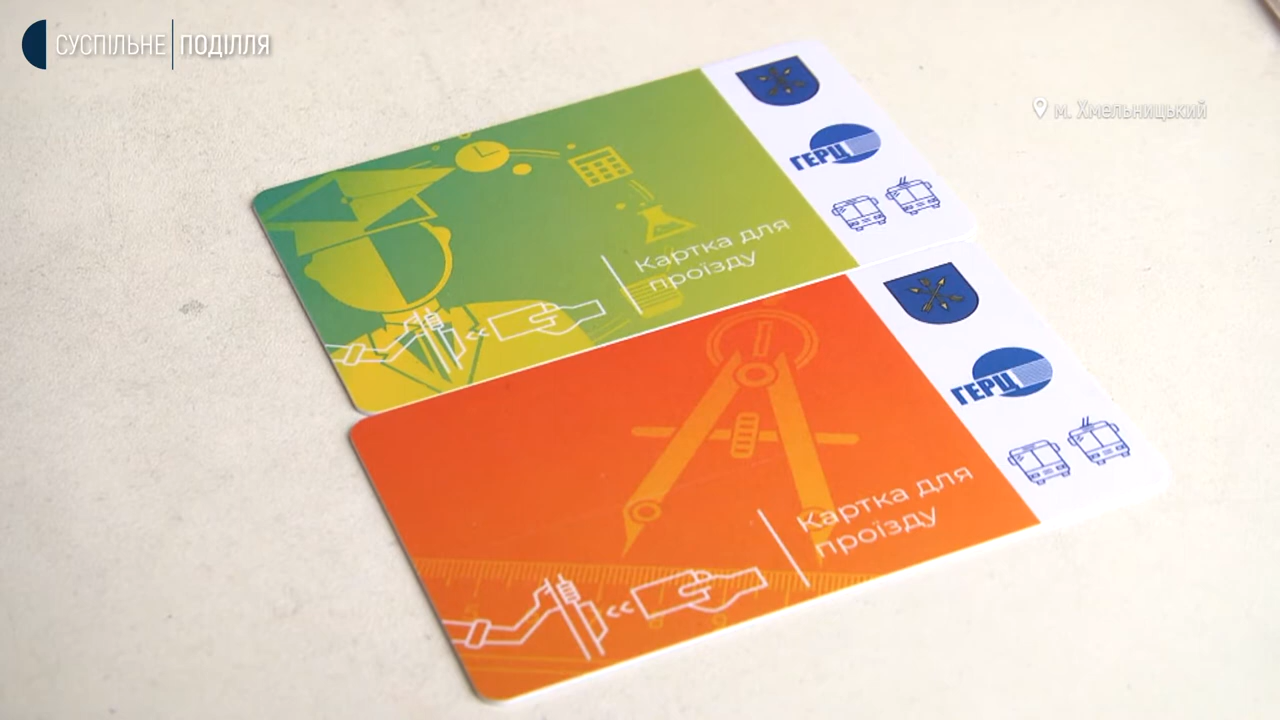 СУСПІЛЬНЕ ПОДІЛЛЯ
м. Хмельницький
ГЕРЦ
Картка для
проїзду
ГЕРЦ
Картка для
проїзду